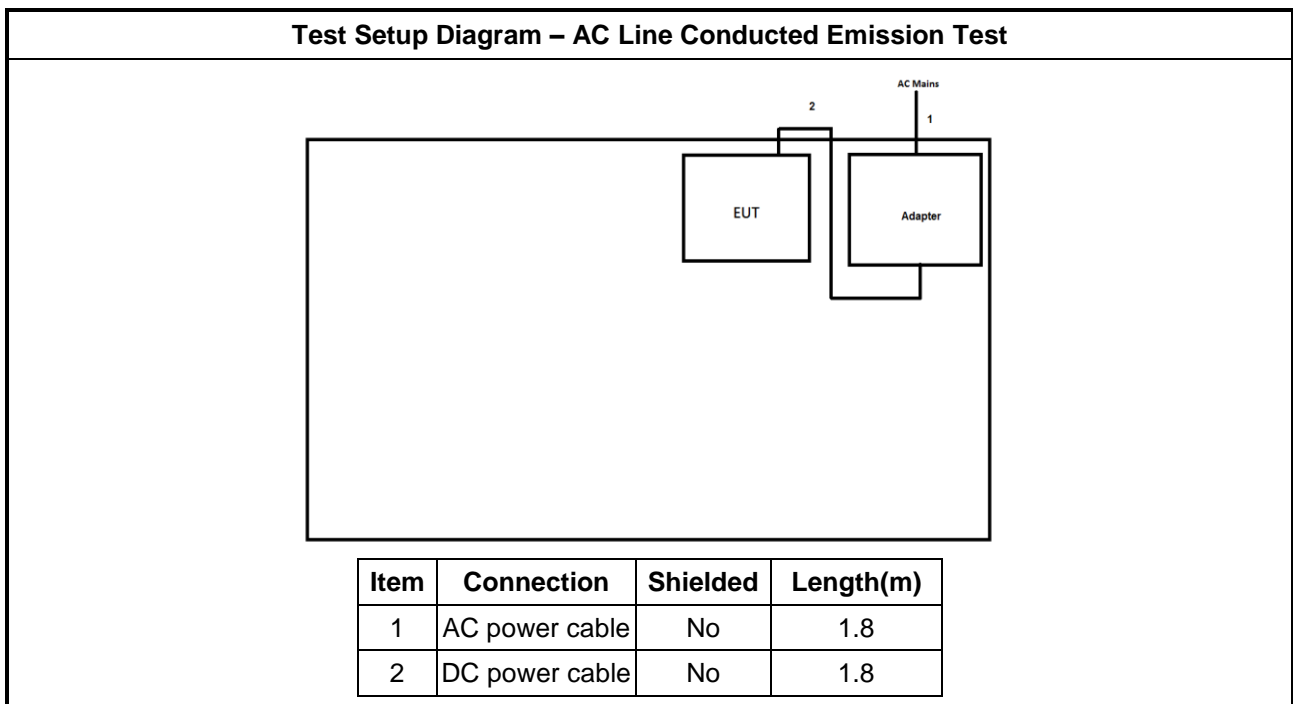 Test Setup Diagram – AC Line Conducted Emission Test
AC Mains
2
1
EUT
Adapter
Item Connection Shielded Length(m)
1 AC power cable No 1.8
2 DC power cable No 1.8